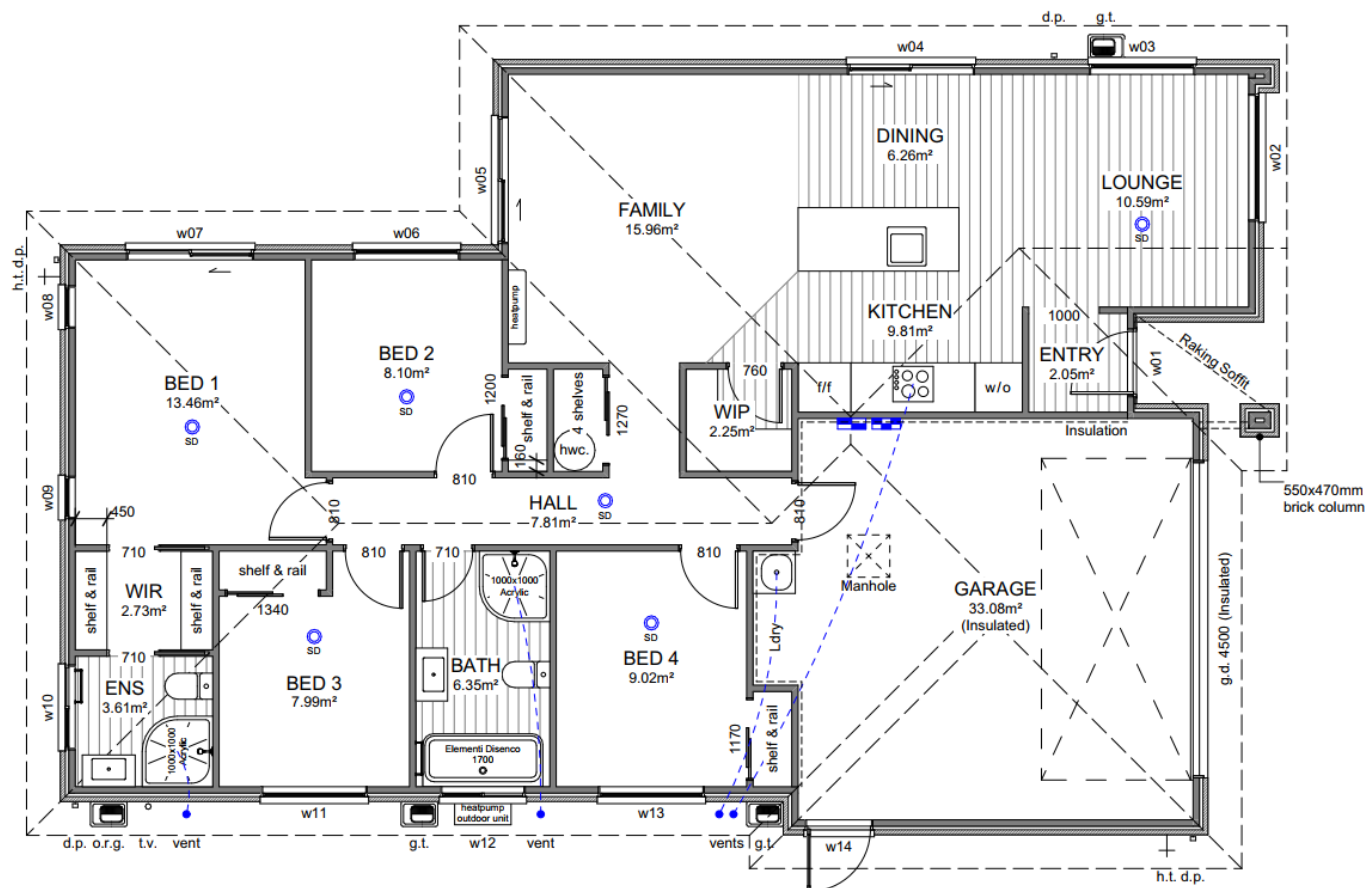 d.p.
g.t.
w04
w03
DINING
6.26m²
w02
w05
LOUNGE
10.59m²
SD
FAMILY
15.96m²
w07
w06
h.t. d.p.
w08
heatpump
KITCHEN
9.81m²
1000
Raking Soffit
ENTRY
2.05m²
w01
BED 2
8.10m²
SD
BED 1
13.46m²
SD
1200
shelf & rail
160
4 shelves
hwc.
1270
760
WIP
2.25m²
f/f
w/o
Insulation
550x470mm
brick column
w09
450
810
810
HALL
7.81m²
SD
810
710
810
710
810
shelf & rail
WIR
2.73m²
shelf & rail
shelf & rail
1340
1000x1000
Acrylic
Manhole
GARAGE
33.08m²
(Insulated)
g.d. 4500 (Insulated)
Ldry
710
SD
SD
BED 3
7.99m²
BATH
6.35m²
BED 4
9.02m²
ENS
3.61m²
w10
1000x1000
Acrylic
Elementi Disenco
1700
1170
shelf & rail
w11
heatpump
outdoor unit
w13
d.p.
o.r.g.
t.v.
vent
g.t.
w12
vent
vents
g.t.
w14
h.t. d.p.